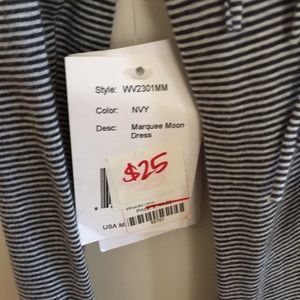 Style: WV2301MM
Color: NVY
Desc: Marquee Moon
Dress
$25
USA